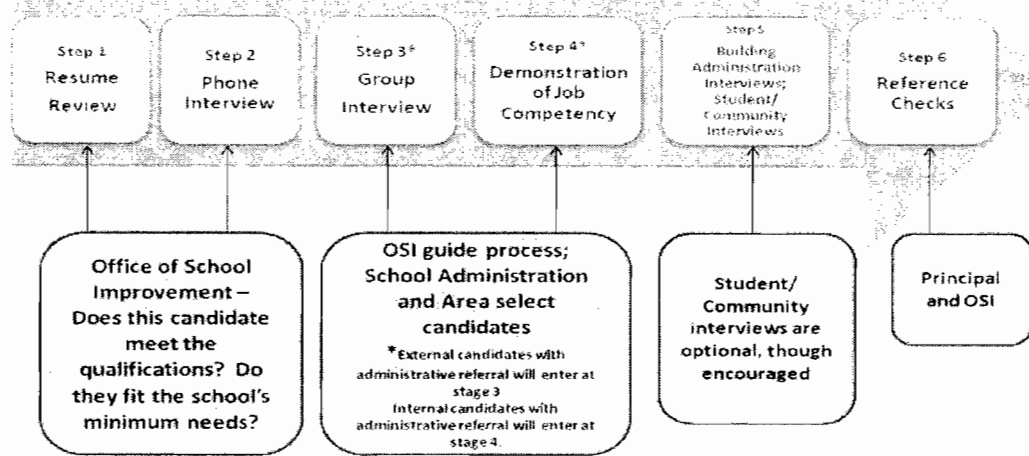 Step 1
Resume
Review
Step 2
Phone
Interview
Step 3*
Group
Interview
Step 4*
Demonstration
of Job
Competency
Step 5
Building
Administration
Interviews;
Student/
Community
Interviews
Step 6
Reference
Checks
Office of School
Improvement –
Does this candidate
meet the
qualifications? Do
they fit the school's
minimum needs?
OSI guide process;
School Administration
and Area select
candidates
*External candidates with
administrative referral will enter at
stage 3
Internal candidates with
administrative referral will enter at
stage 4.
Student/
Community
interviews are
optional, though
encouraged
Principal
and OSI